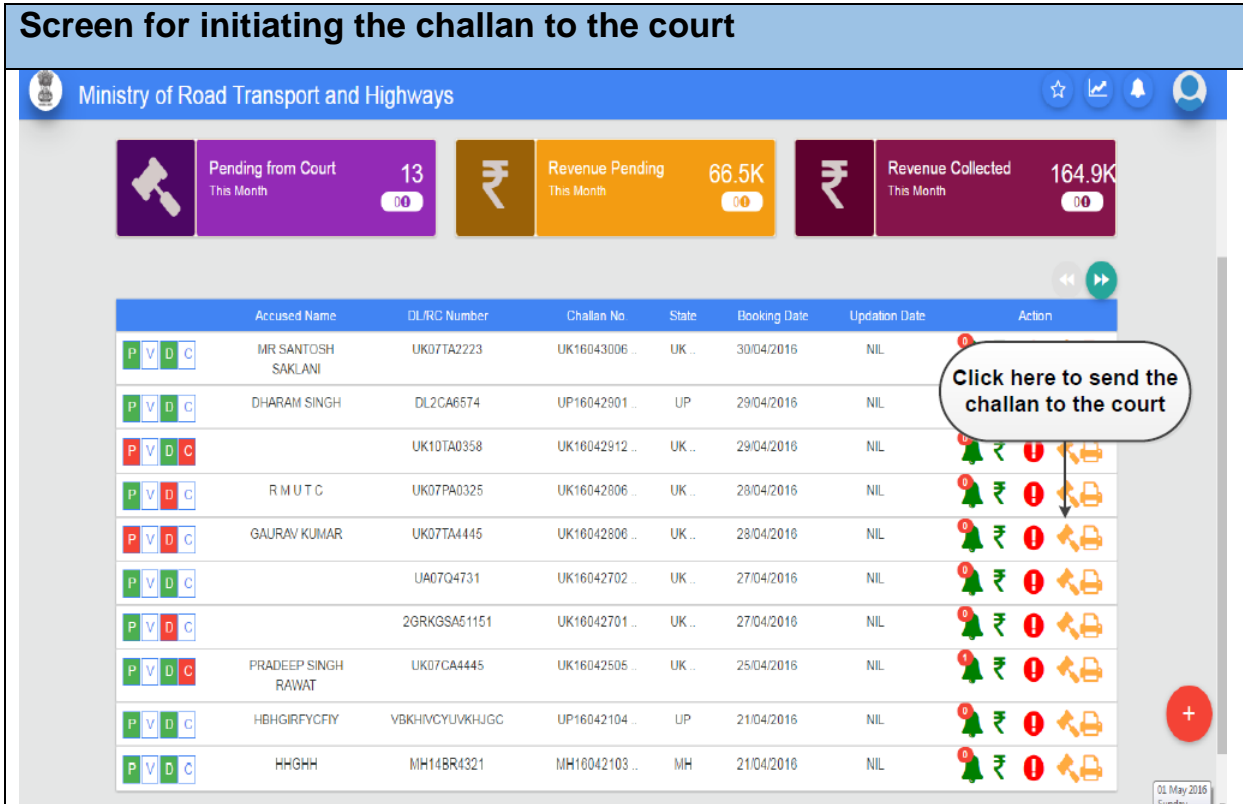 Screen for initiating the challan to the court
Ministry of Road Transport and Highways
Pending from Court 13
This Month 0
Revenue Pending 66.5K
This Month 0
Revenue Collected 164.9K
This Month 0
Accused Name DL/RC Number Challan No. State Booking Date Updation Date Action
P V D C MR SANTOSH SAKLANI UK07TA2223 UK16043006 .. UK .. 30/04/2016 NIL 0
Click here to send the
challan to the court
P V D C DHARAM SINGH DL2CA6574 UP16042901 .. UP 29/04/2016 NIL
P V D C UK10TA0358 UK16042912 .. UK .. 29/04/2016 NIL 0
P V D C R M U T C UK07PA0325 UK16042806 .. UK .. 28/04/2016 NIL 0
P V D C GAURAV KUMAR UK07TA4445 UK16042806 .. UK .. 28/04/2016 NIL 0
P V D C UA07Q4731 UK16042702 .. UK .. 27/04/2016 NIL 0
P V D C 2GRKGSA51151 UK16042701 .. UK .. 27/04/2016 NIL 0
P V D C PRADEEP SINGH RAWAT UK07CA4445 UK16042505 .. UK .. 25/04/2016 NIL 1
P V D C HBHGIRFYCFIY VBKHIVCYUVKHJGC UP16042104 .. UP 21/04/2016 NIL 0
P V D C HHGHH MH14BR4321 MH16042103 .. MH 21/04/2016 NIL 0
01 May 2016
Sunday